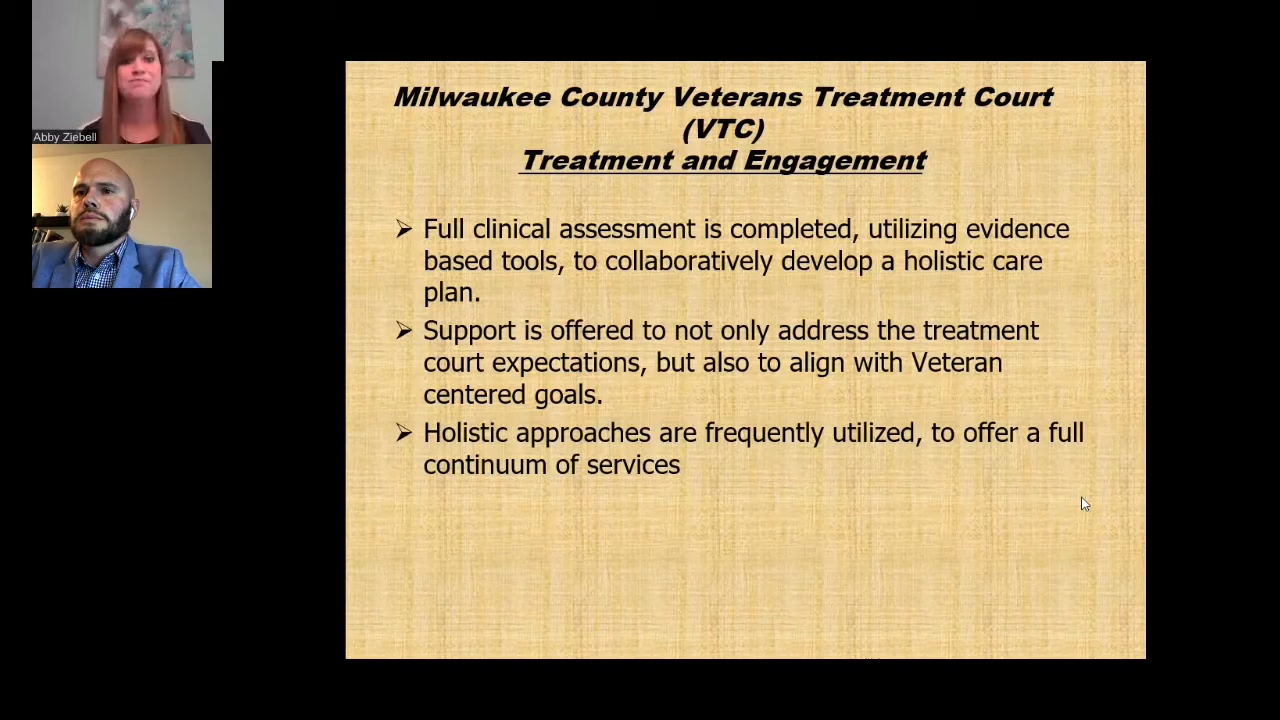 Abby Ziebell
Milwaukee County Veterans Treatment Court
(VTC)
Treatment and Engagement
➢ Full clinical assessment is completed, utilizing evidence
based tools, to collaboratively develop a holistic care
plan.
➢ Support is offered to not only address the treatment
court expectations, but also to align with Veteran
centered goals.
➢ Holistic approaches are frequently utilized, to offer a full
continuum of services